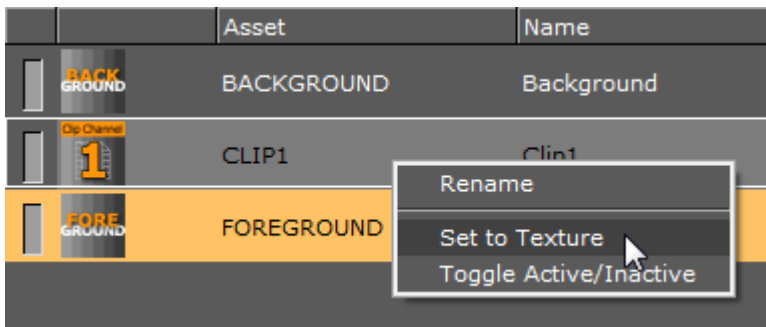 Asset Name
BACK
GROUND BACKGROUND Background
Clip Channel
1 CLIP1 Clip1
Rename
FORE
GROUND FOREGROUND
Set to Texture
Toggle Active/Inactive